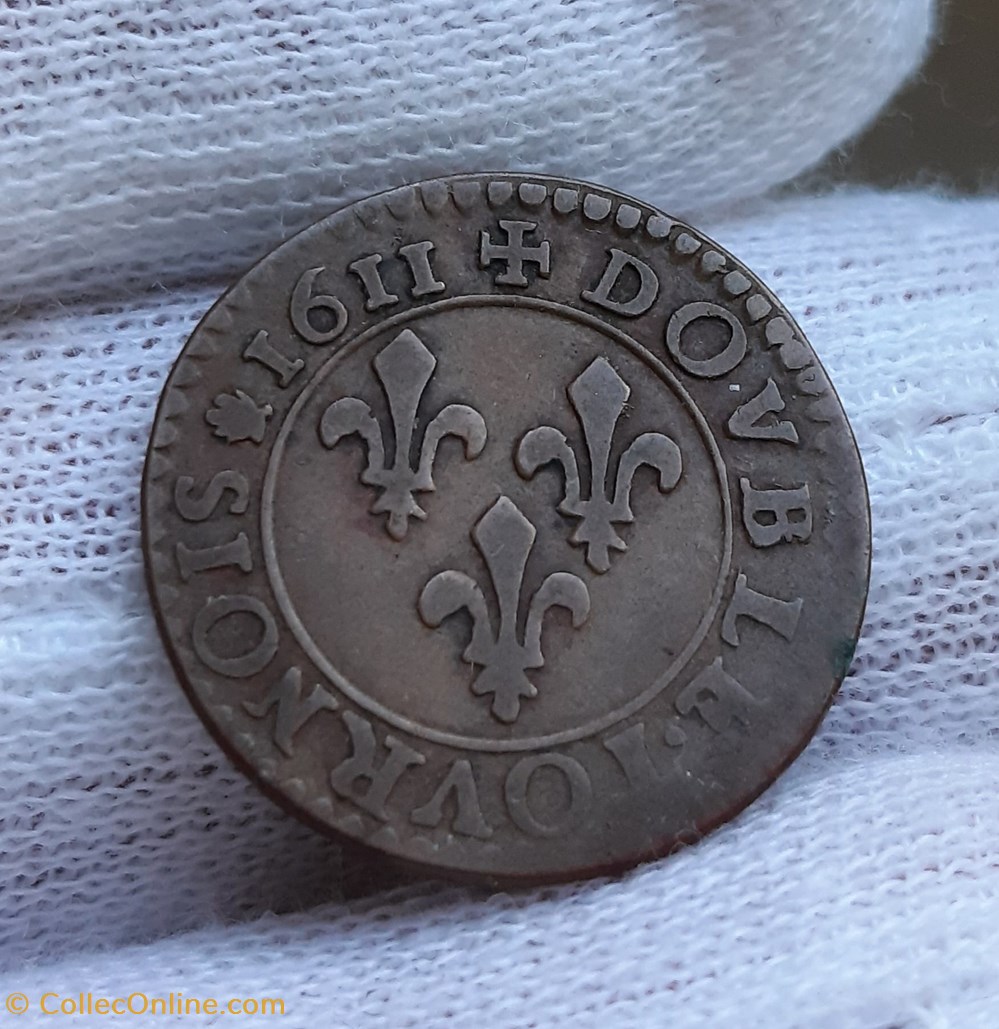 ✠ DOVBLE. TOVRNOIS 1611
© CollecOnline.com